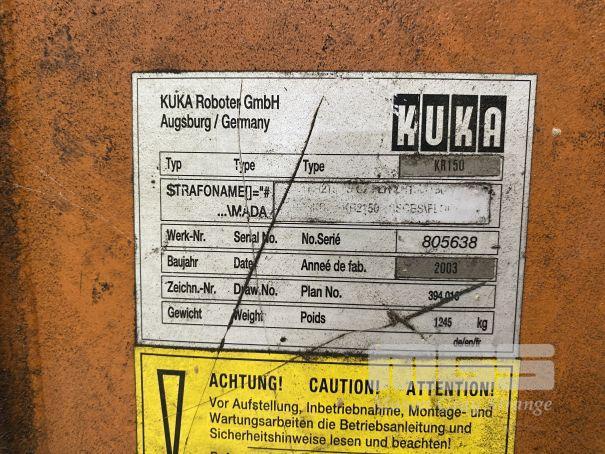 KUKA Roboter GmbH
Augsburg / Germany
KUKA
Typ Type Type KR150
$TRAFONAME[]="#
...\MADA
Werk-Nr. Serial No. No.Serié 805638
Baujahr Date Anneé de fab. 2003
Zeichn.-Nr. Draw.No. Plan No.
Gewicht Weight Poids 1245 kg
de/en/fr
ACHTUNG! CAUTION! ATTENTION!
Vor Aufstellung, Inbetriebnahme, Montage- und
Wartungsarbeiten die Betriebsanleitung und
Sicherheitshinweise lesen und beachten!